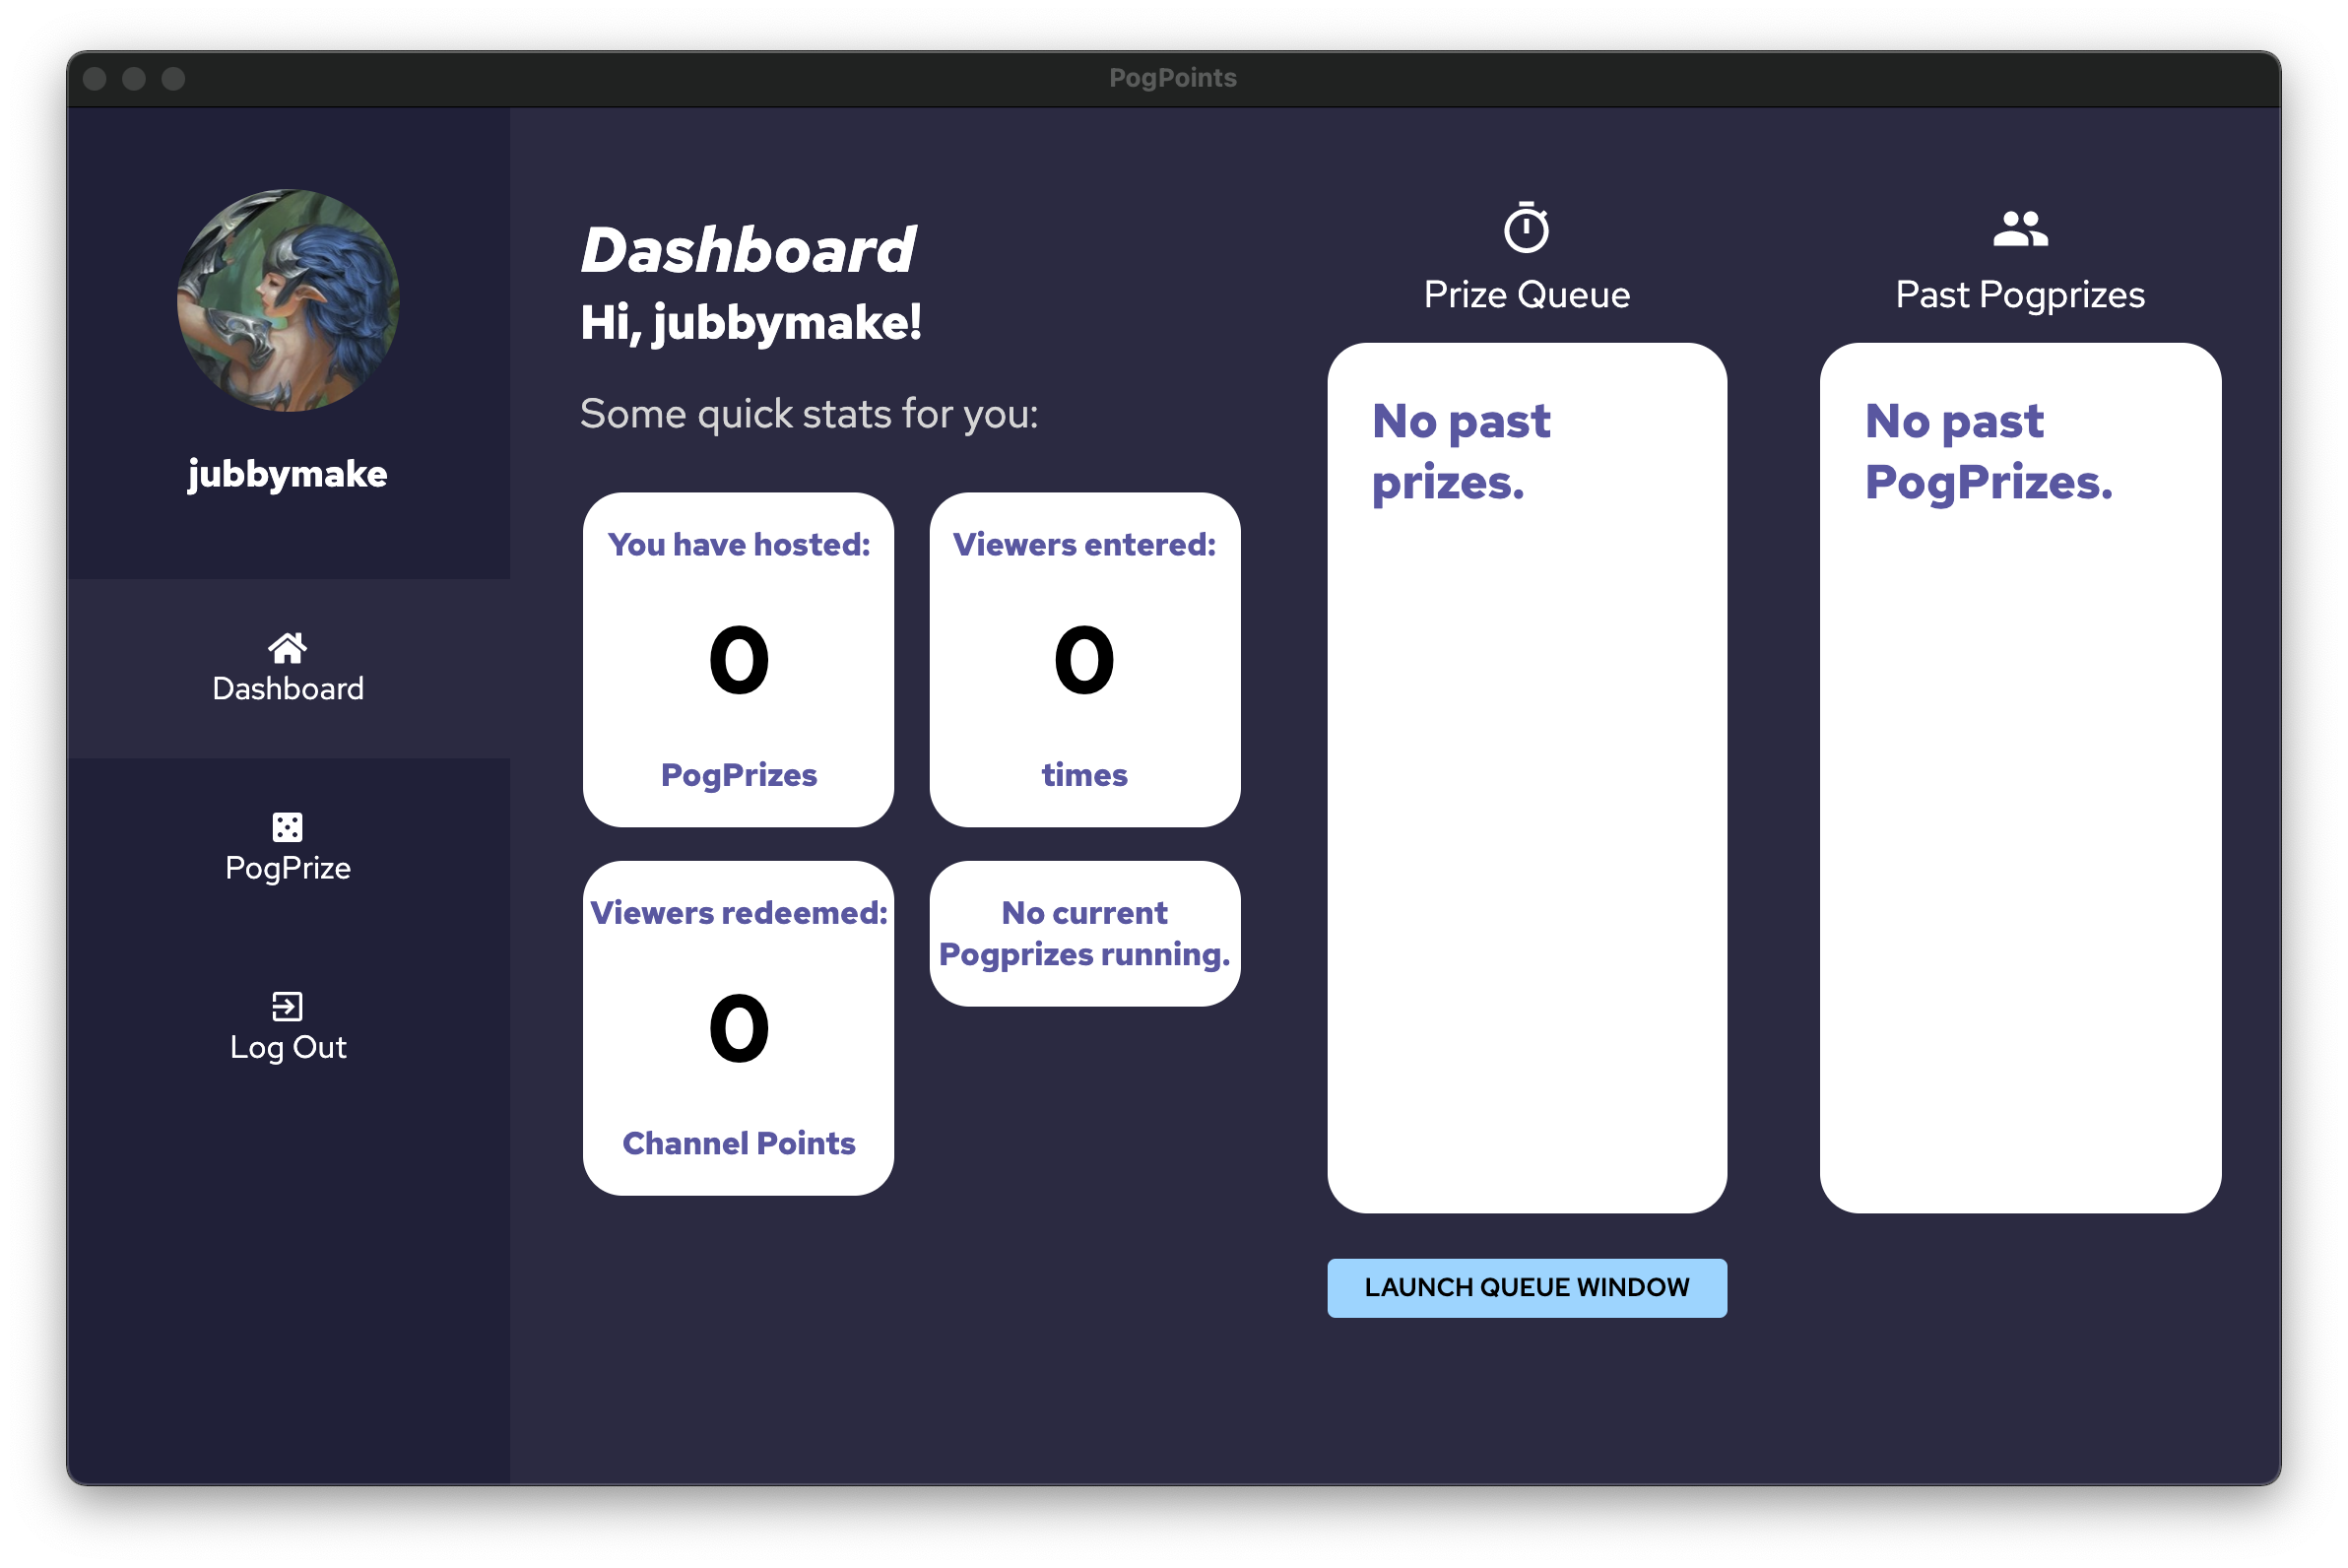 PogPoints
jubbymake
Dashboard
PogPrize
Log Out
Dashboard
Hi, jubbymake!
Some quick stats for you:
You have hosted:
0
PogPrizes
Viewers entered:
0
times
Viewers redeemed:
0
Channel Points
No current
Pogprizes running.
Prize Queue
No past
prizes.
LAUNCH QUEUE WINDOW
Past Pogprizes
No past
PogPrizes.